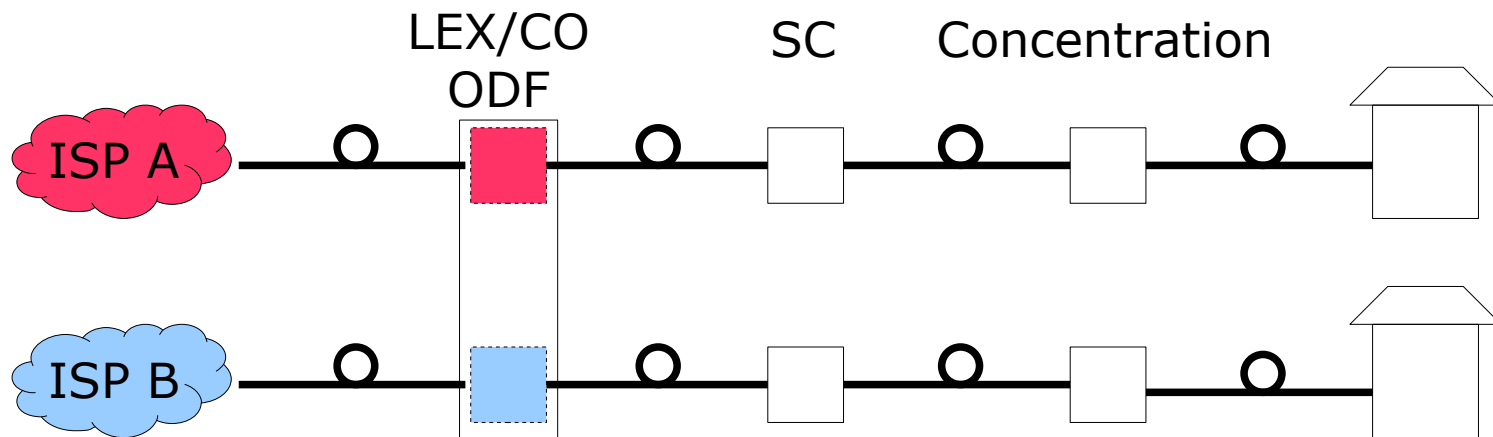 LEX/CO
ODF
SC
Concentration
ISP A
ISP B